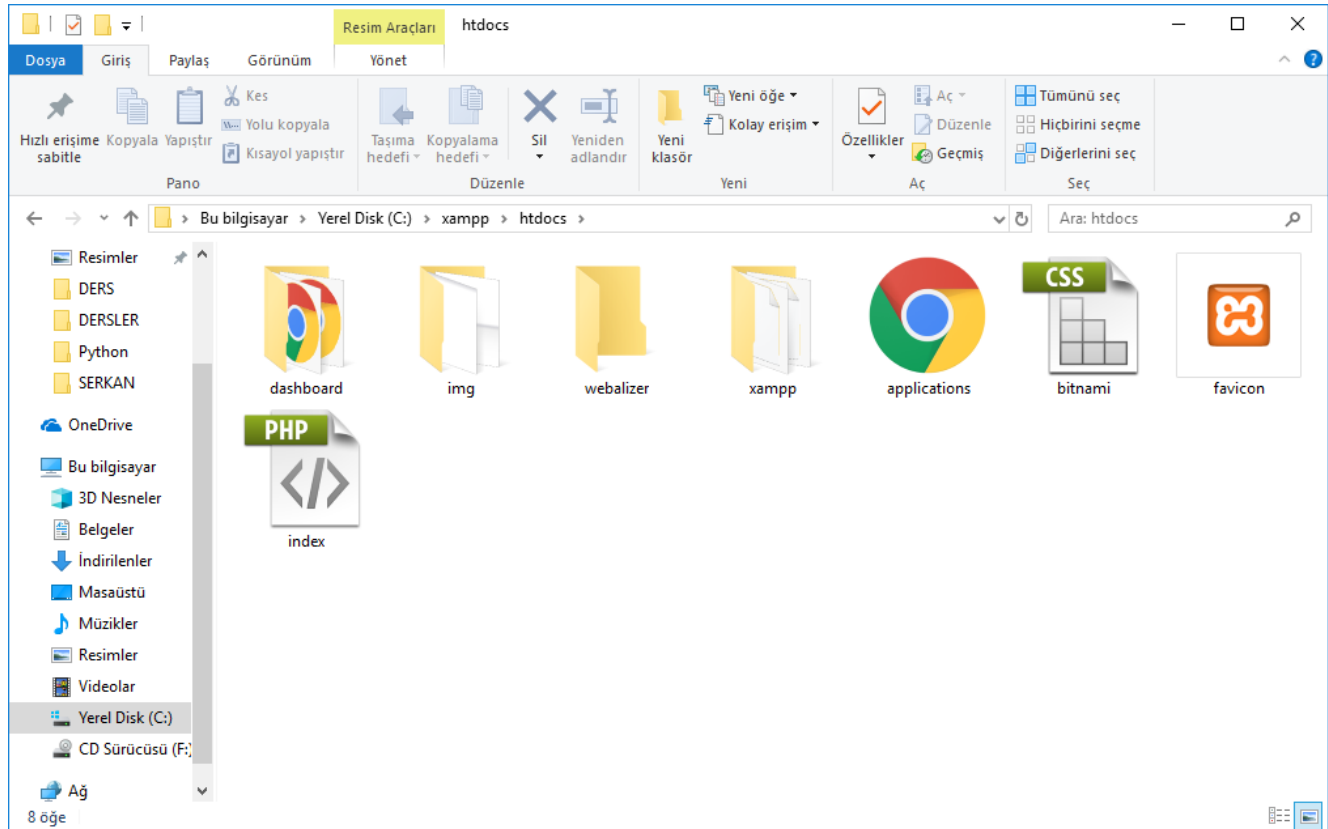 Resim Araçları htdocs
Dosya Giriş Paylaş Görünüm Yönet
Hızlı erişime sabitle
Kopyala
Yapıştır
Kes
Yolu kopyala
Kısayol yapıştır
Pano
Taşıma hedefi
Kopyalama hedefi
Sil
Yeniden adlandır
Düzenle
Yeni klasör
Yeni öğe
Kolay erişim
Yeni
Özellikler
Aç
Düzenle
Geçmiş
Aç
Tümünü seç
Hiçbirini seçme
Diğerlerini seç
Seç
Bu bilgisayar Yerel Disk (C:) xampp htdocs
Ara: htdocs
Resimler
DERS
DERSLER
Python
SERKAN
OneDrive
Bu bilgisayar
3D Nesneler
Belgeler
İndirilenler
Masaüstü
Müzikler
Resimler
Videolar
Yerel Disk (C:)
CD Sürücüsü (F:)
Ağ
dashboard
img
webalizer
xampp
applications
CSS
bitnami
favicon
PHP
index
8 öğe